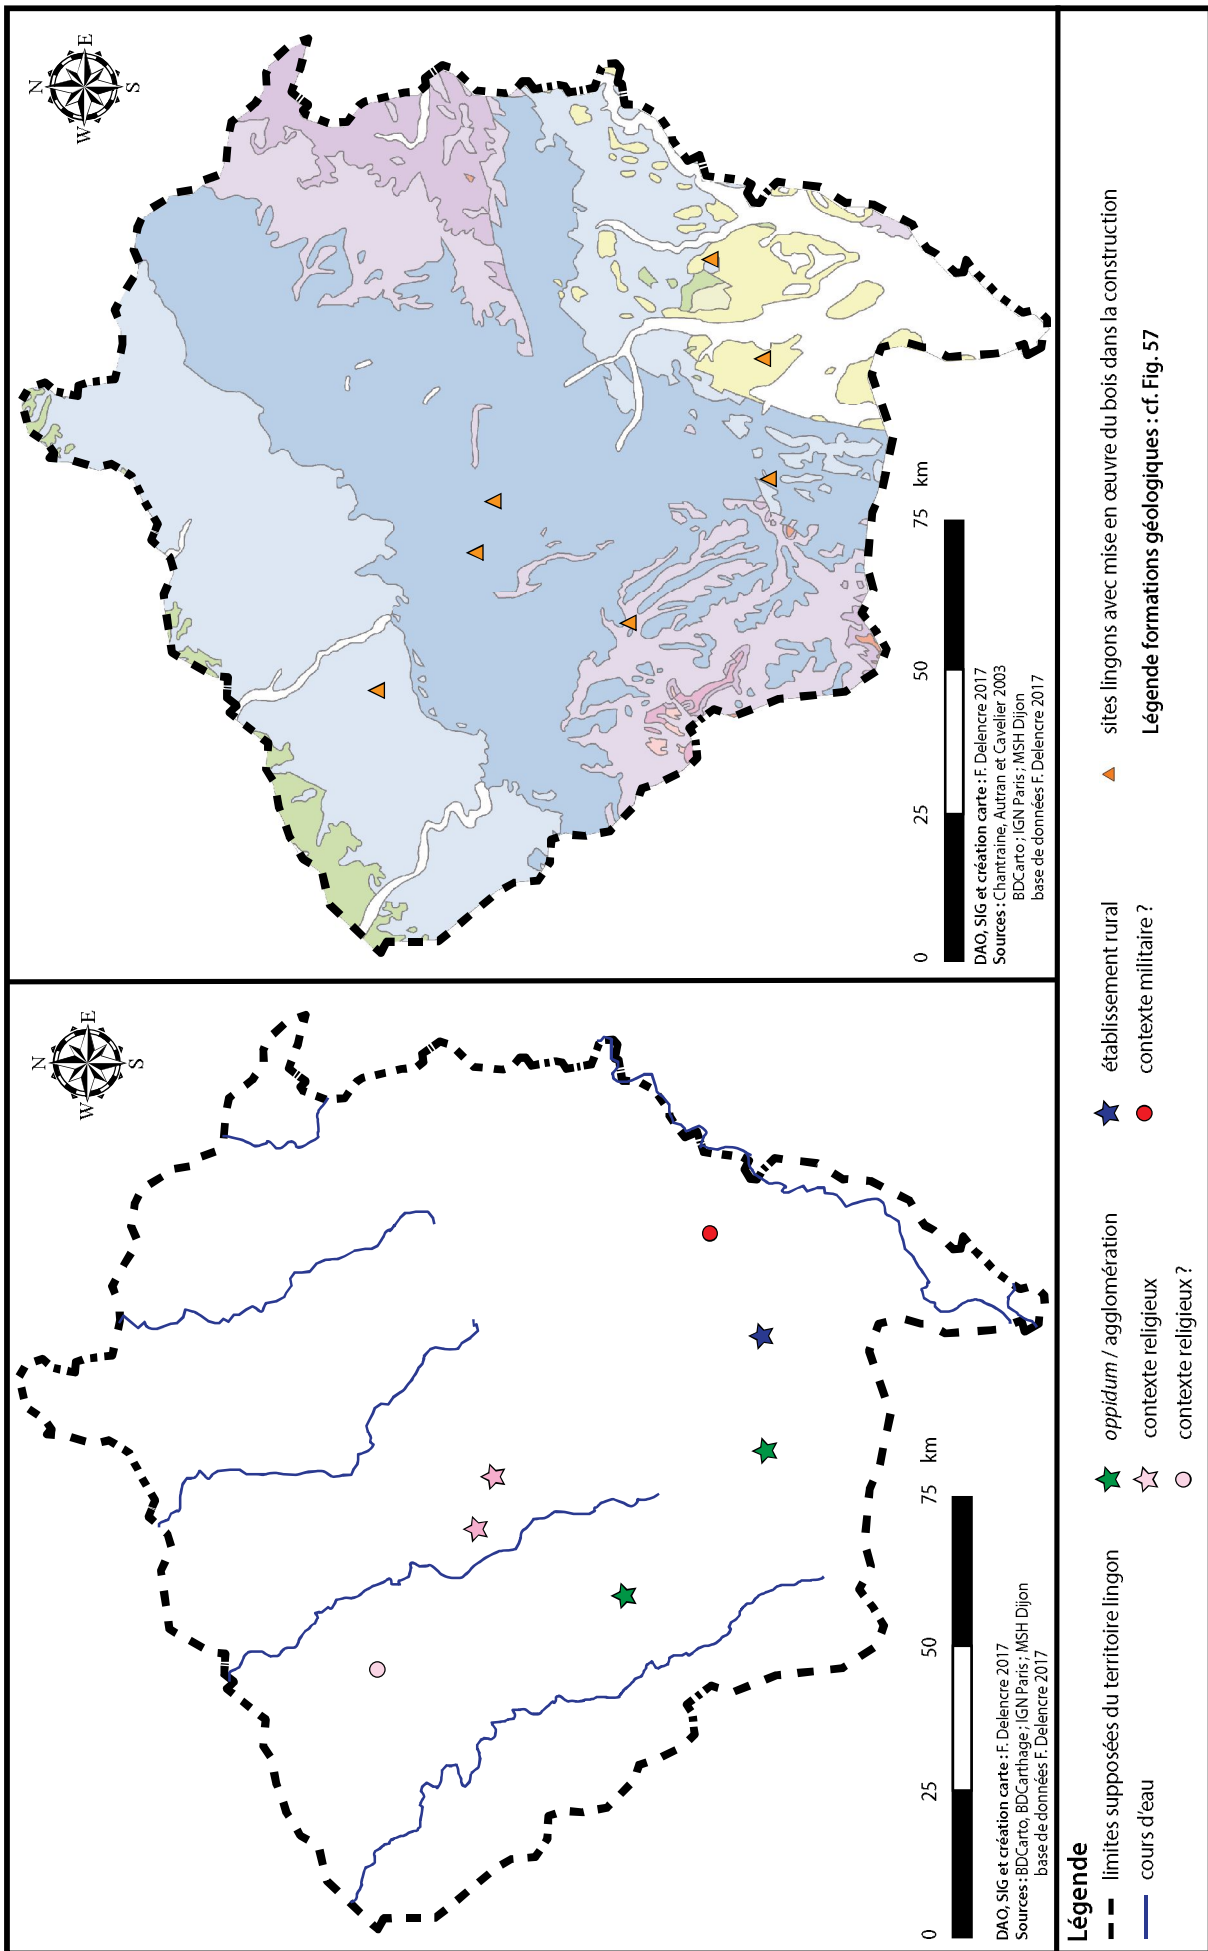 N
W
E
S
0
25
50
75
km
DAO, SIG et création carte : F. Delencre 2017
Sources : BDCarto, BDCarthage ; IGN Paris ; MSH Dijon
base de données F. Delencre 2017
N
W
E
S
0
25
50
75
km
DAO, SIG et création carte : F. Delencre 2017
Sources : Chantraine, Autran et Cavelier 2003
BDCarto ; IGN Paris ; MSH Dijon
base de données F. Delencre 2017
Légende
limites supposées du territoire lingon
cours d'eau
oppidum / agglomération
contexte religieux
contexte religieux ?
établissement rural
contexte militaire ?
sites lingons avec mise en œuvre du bois dans la construction
Légende formations géologiques : cf. Fig. 57